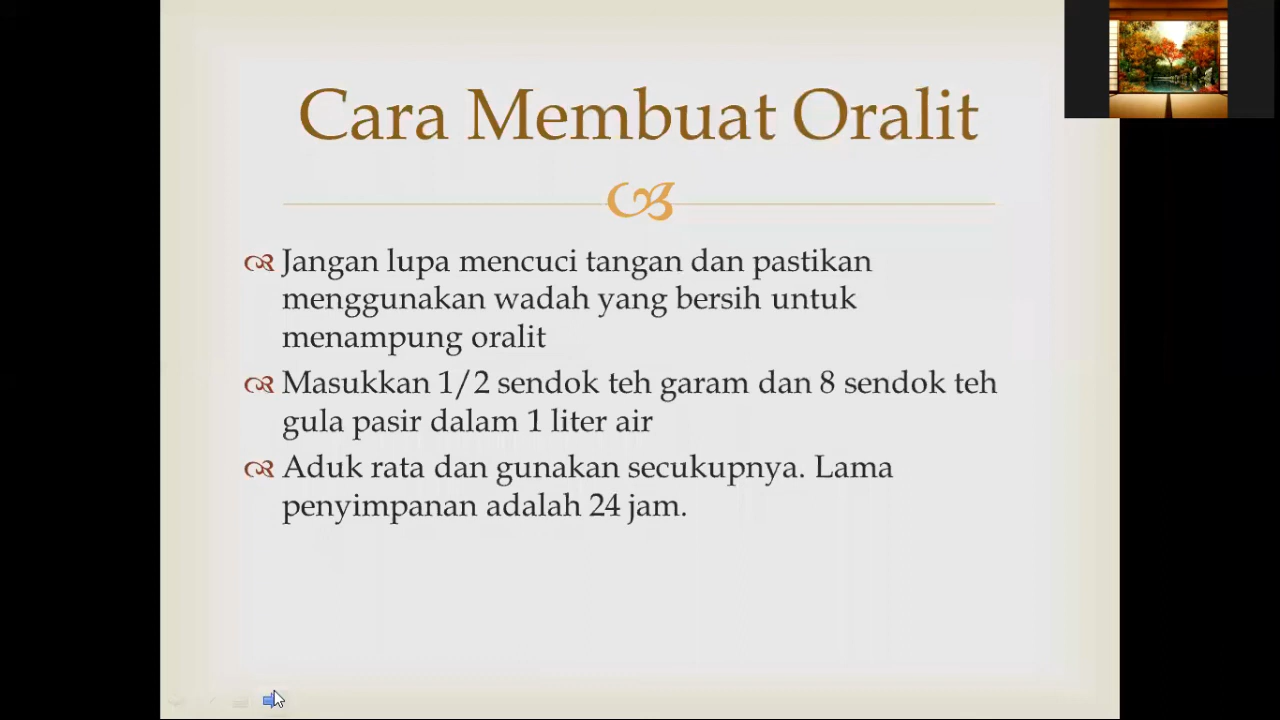 Cara Membuat Oralit
Jangan lupa mencuci tangan dan pastikan
menggunakan wadah yang bersih untuk
menampung oralit
Masukkan 1/2 sendok teh garam dan 8 sendok teh
gula pasir dalam 1 liter air
Aduk rata dan gunakan secukupnya. Lama
penyimpanan adalah 24 jam.